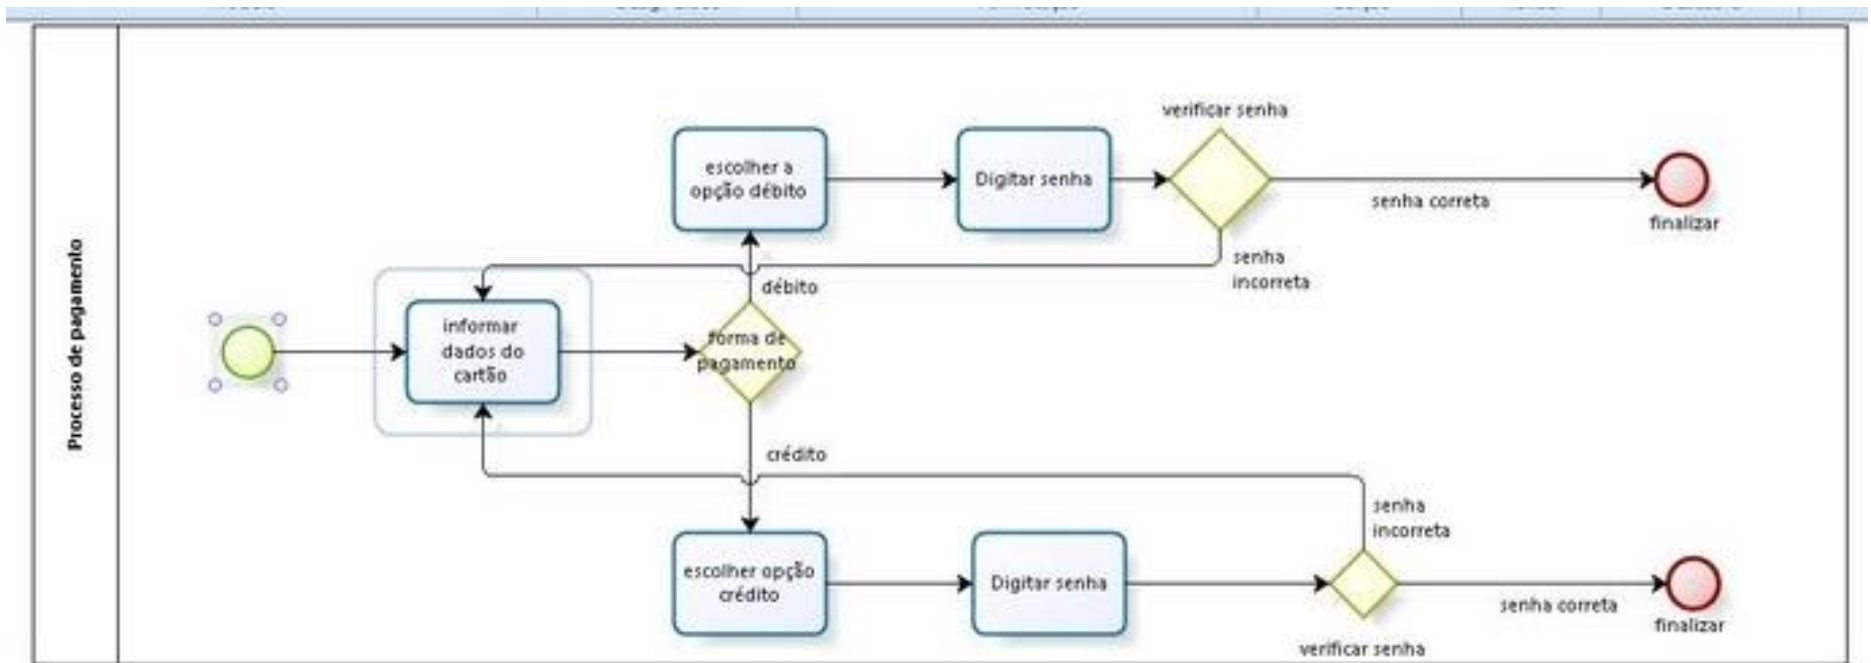 Processo de pagamento
verificar senha
escolher a
opção débito
Digitar senha
senha correta
finalizar
senha
incorreta
débito
informar
dados do
cartão
forma de
pagamento
crédito
senha
incorreta
escolher opção
crédito
Digitar senha
senha correta
finalizar
verificar senha